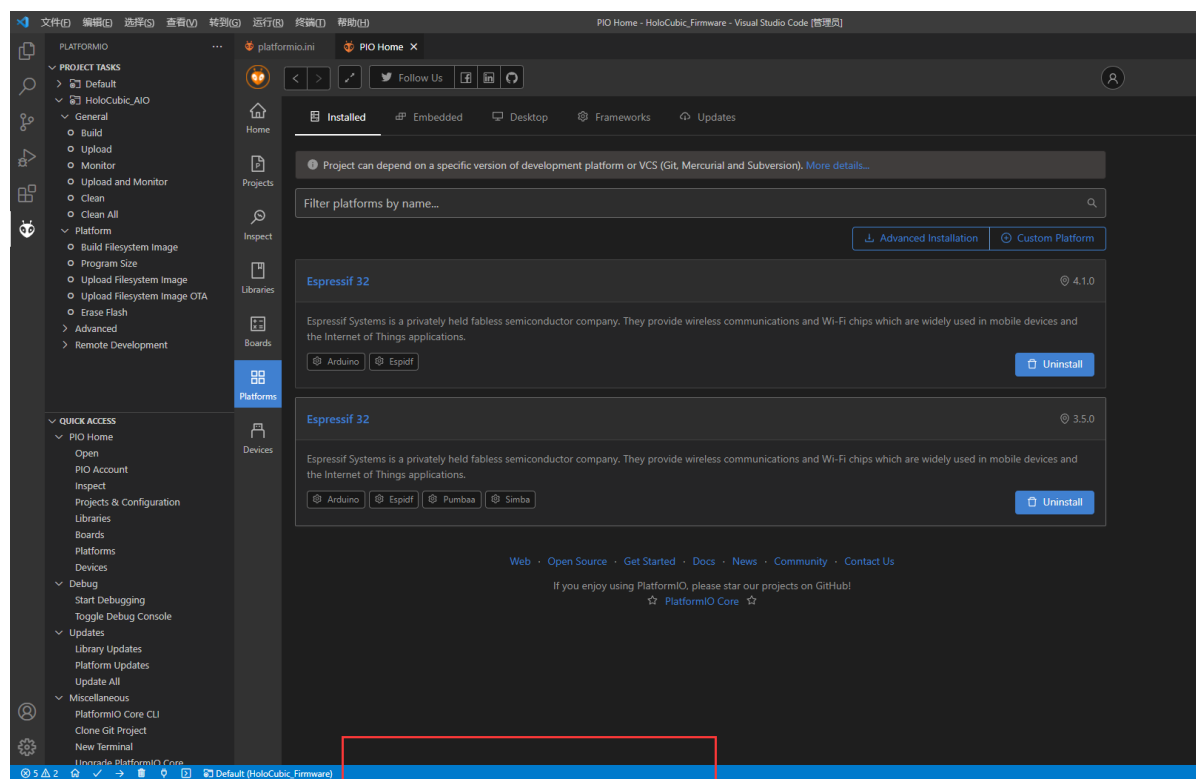 文件(F) 编辑(E) 选择(S) 查看(V) 转到(G) 运行(R) 终端(T) 帮助(H) PIO Home - HoloCubic_Firmware - Visual Studio Code [管理员]
PLATFORMIO
PROJECT TASKS
Default
HoloCubic_AIO
General
Build
Upload
Monitor
Upload and Monitor
Clean
Clean All
Platform
Build Filesystem Image
Program Size
Upload Filesystem Image
Upload Filesystem Image OTA
Erase Flash
Advanced
Remote Development
QUICK ACCESS
PIO Home
Open
PIO Account
Inspect
Projects & Configuration
Libraries
Boards
Platforms
Devices
Debug
Start Debugging
Toggle Debug Console
Updates
Library Updates
Platform Updates
Update All
Miscellaneous
PlatformIO Core CLI
Clone Git Project
New Terminal
Upgrade PlatformIO Core
platformio.ini PIO Home
Follow Us
Home
Projects
Inspect
Libraries
Boards
Platforms
Devices
Installed Embedded Desktop Frameworks Updates
Project can depend on a specific version of development platform or VCS (Git, Mercurial and Subversion). More details...
Filter platforms by name...
Advanced Installation Custom Platform
Espressif 32 4.1.0
Espressif Systems is a privately held fabless semiconductor company. They provide wireless communications and Wi-Fi chips which are widely used in mobile devices and
the Internet of Things applications.
Arduino Espidf
Uninstall
Espressif 32 3.5.0
Espressif Systems is a privately held fabless semiconductor company. They provide wireless communications and Wi-Fi chips which are widely used in mobile devices and
the Internet of Things applications.
Arduino Espidf Pumbaa Simba
Uninstall
Web · Open Source · Get Started · Docs · News · Community · Contact Us
If you enjoy using PlatformIO, please star our projects on GitHub!
PlatformIO Core
5 2 Default (HoloCubic_Firmware)